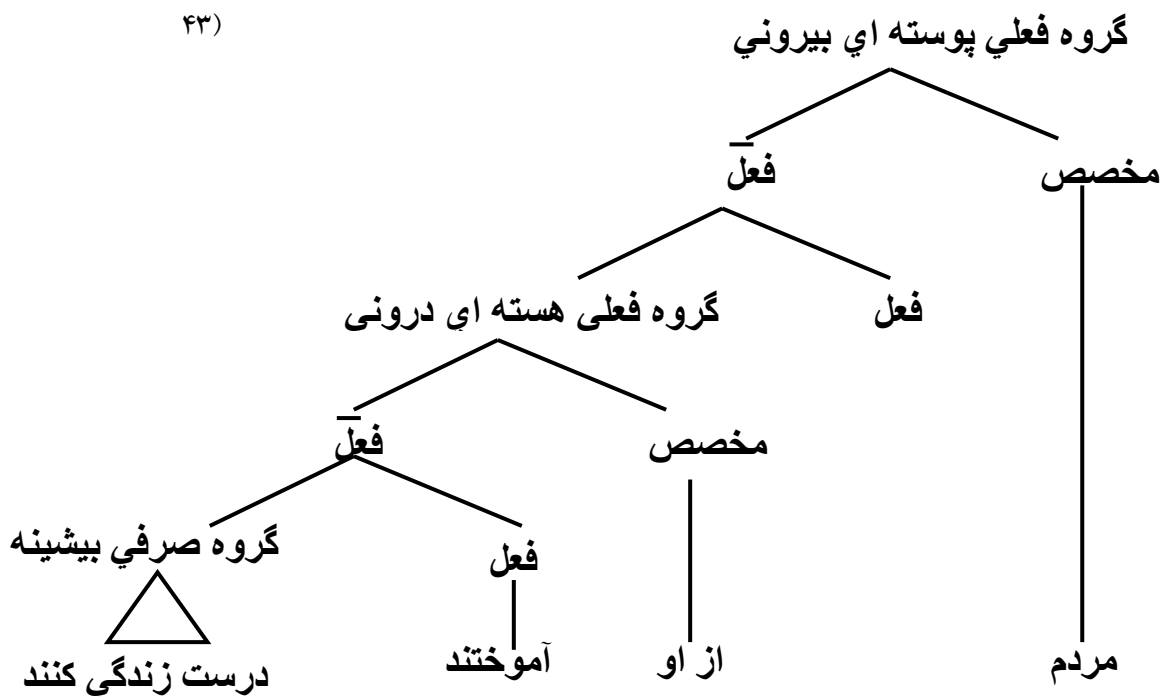 ۴۳)
گروه فعلي پوسته اي بيروني
مخصص
فعل̅
فعل
گروه فعلی هسته ای درونی
مخصص
فعل̅
فعل
گروه صرفي بيشينه
مردم
از او
آموختند
درست زندگی کنند